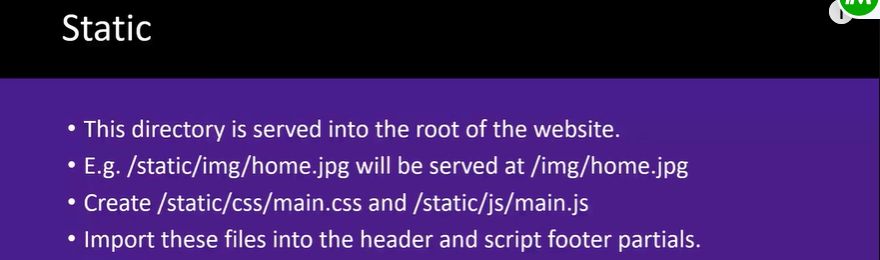 Static
• This directory is served into the root of the website.
• E.g. /static/img/home.jpg will be served at /img/home.jpg
• Create /static/css/main.css and /static/js/main.js
• Import these files into the header and script footer partials.